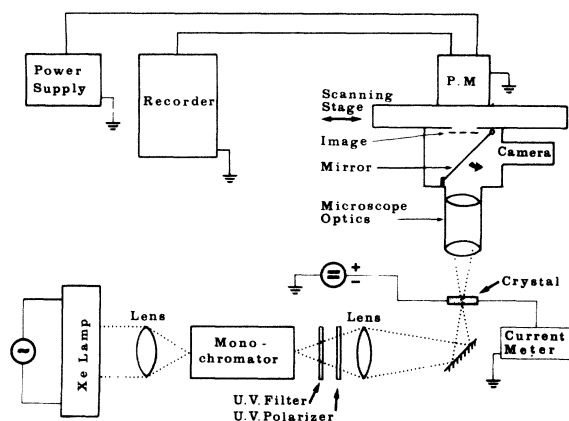 Power
Supply
Recorder
P.M
Scanning
Stage
Image
Camera
Mirror
Microscope
Optics
+
–
Crystal
Lens
Lens
Xe Lamp
Mono-
chromator
Current
Meter
U.V.Filter
U.V.Polarizer